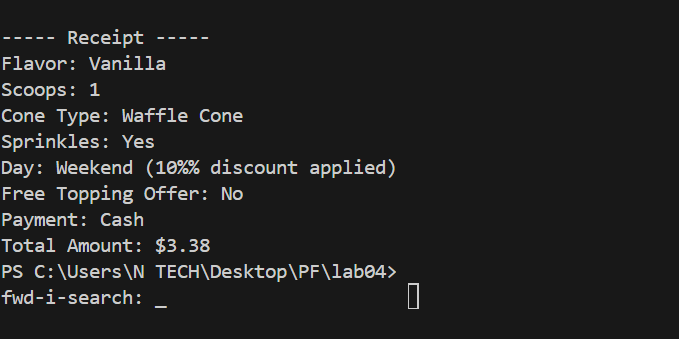 ----- Receipt -----
Flavor: Vanilla
Scoops: 1
Cone Type: Waffle Cone
Sprinkles: Yes
Day: Weekend (10%% discount applied)
Free Topping Offer: No
Payment: Cash
Total Amount: $3.38
PS C:\Users\N TECH\Desktop\PF\lab04>
fwd-i-search: _